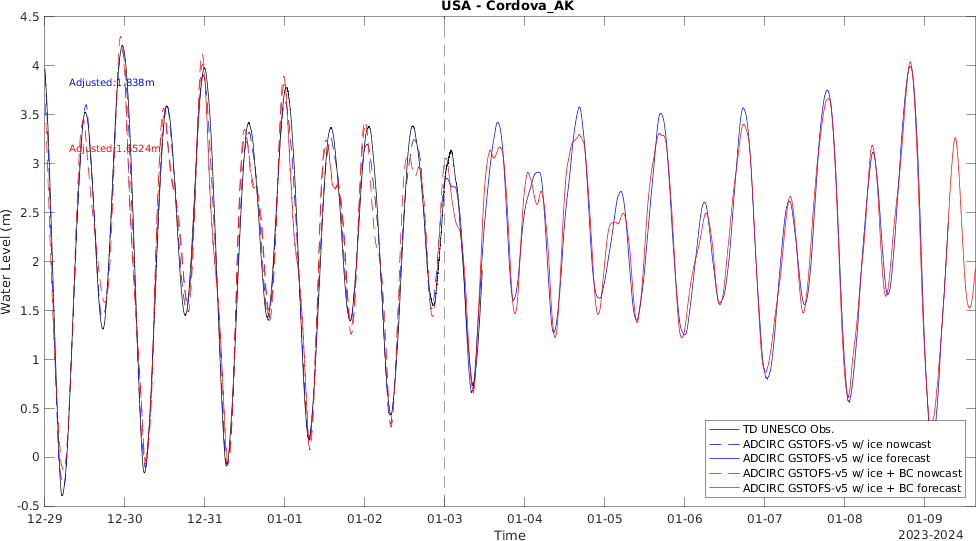 USA - Cordova_AK
4.5
4
3.5
3
2.5
2
1.5
1
0.5
0
-0.5
Water Level (m)
Adjusted:1.838m
Adjusted:1.6524m
TD UNESCO Obs.
ADCIRC GSTOFS-v5 w/ ice nowcast
ADCIRC GSTOFS-v5 w/ ice forecast
ADCIRC GSTOFS-v5 w/ ice + BC nowcast
ADCIRC GSTOFS-v5 w/ ice + BC forecast
12-29 12-30 12-31 01-01 01-02 01-03 01-04 01-05 01-06 01-07 01-08 01-09
Time
2023-2024